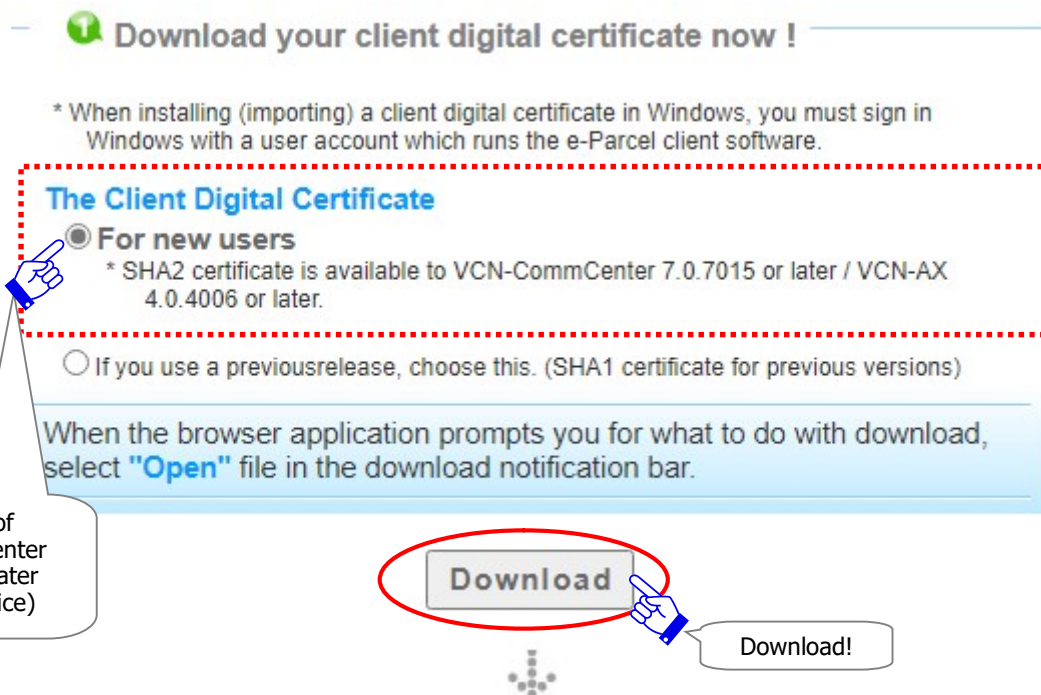 1 Download your client digital certificate now !
* When installing (importing) a client digital certificate in Windows, you must sign in
Windows with a user account which runs the e-Parcel client software.
The Client Digital Certificate
For new users
* SHA2 certificate is available to VCN-CommCenter 7.0.7015 or later / VCN-AX
4.0.4006 or later.
If you use a previousrelease, choose this. (SHA1 certificate for previous versions)
When the browser application prompts you for what to do with download,
select "Open" file in the download notification bar.
of
enter
ater
ice)
Download
Download!